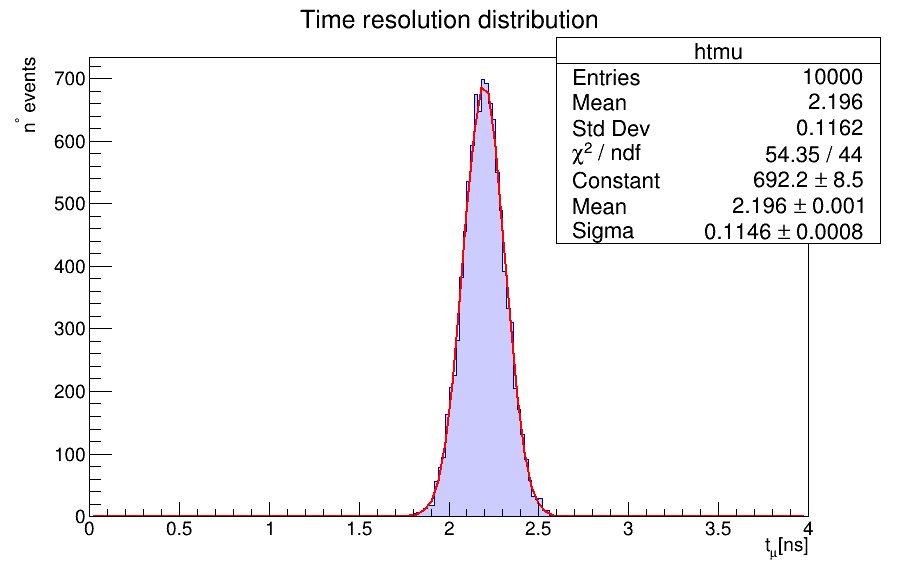 Time resolution distribution
htmu
Entries 10000
Mean 2.196
Std Dev 0.1162
χ² / ndf 54.35 / 44
Constant 692.2 ± 8.5
Mean 2.196 ± 0.001
Sigma 0.1146 ± 0.0008
n° events
700
600
500
400
300
200
100
0
0 0.5 1 1.5 2 2.5 3 3.5 4
tμ[ns]